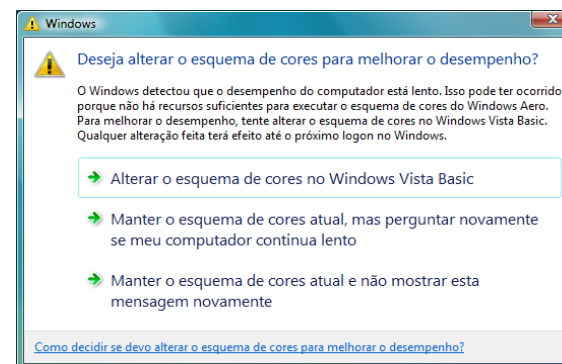 Windows
Deseja alterar o esquema de cores para melhorar o desempenho?
O Windows detectou que o desempenho do computador está lento. Isso pode ter ocorrido
porque não há recursos suficientes para executar o esquema de cores do Windows Aero.
Para melhorar o desempenho, tente alterar o esquema de cores no Windows Vista Basic.
Qualquer alteração feita terá efeito até o próximo logon no Windows.
Alterar o esquema de cores no Windows Vista Basic
Manter o esquema de cores atual, mas perguntar novamente
se meu computador continua lento
Manter o esquema de cores atual e não mostrar esta
mensagem novamente
Como decidir se devo alterar o esquema de cores para melhorar o desempenho?